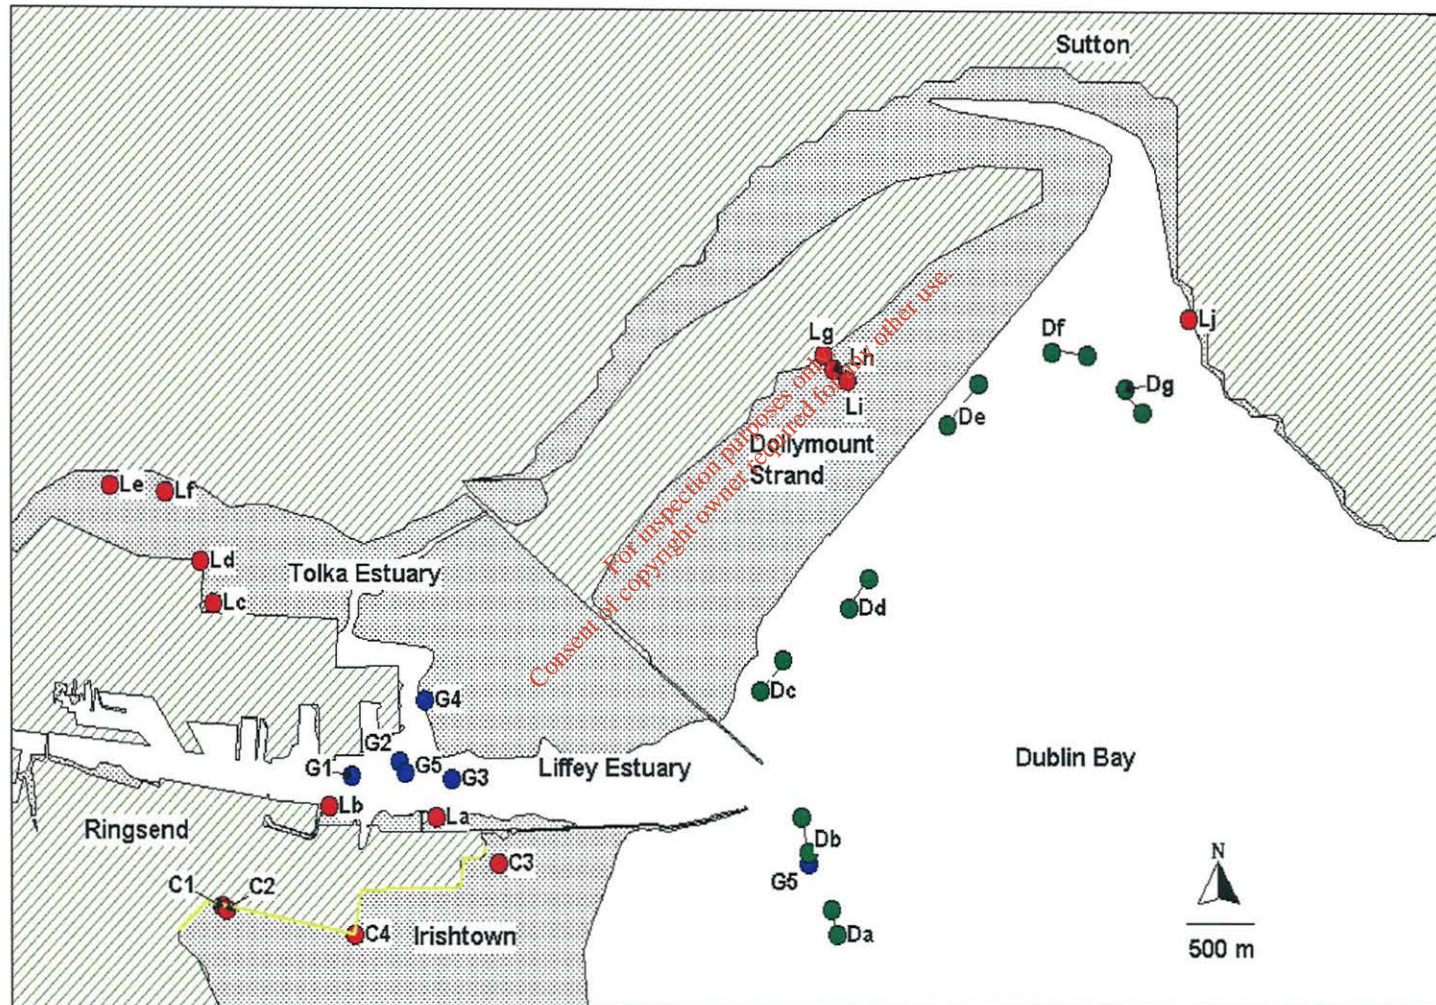 Sutton
Lj
Df
Lg
Lh
Dg
Li
De
Dollymount
Strand
For inspection purposes only.
Consent of copyright owner required for any other use.
Le
Lf
Ld
Tolka Estuary
Lc
Dd
Dc
G4
G2
G5
G1
G3
Liffey Estuary
Dublin Bay
Lb
La
Ringsend
Db
C3
G5
C1
C2
N
C4
Irishtown
Da
500 m